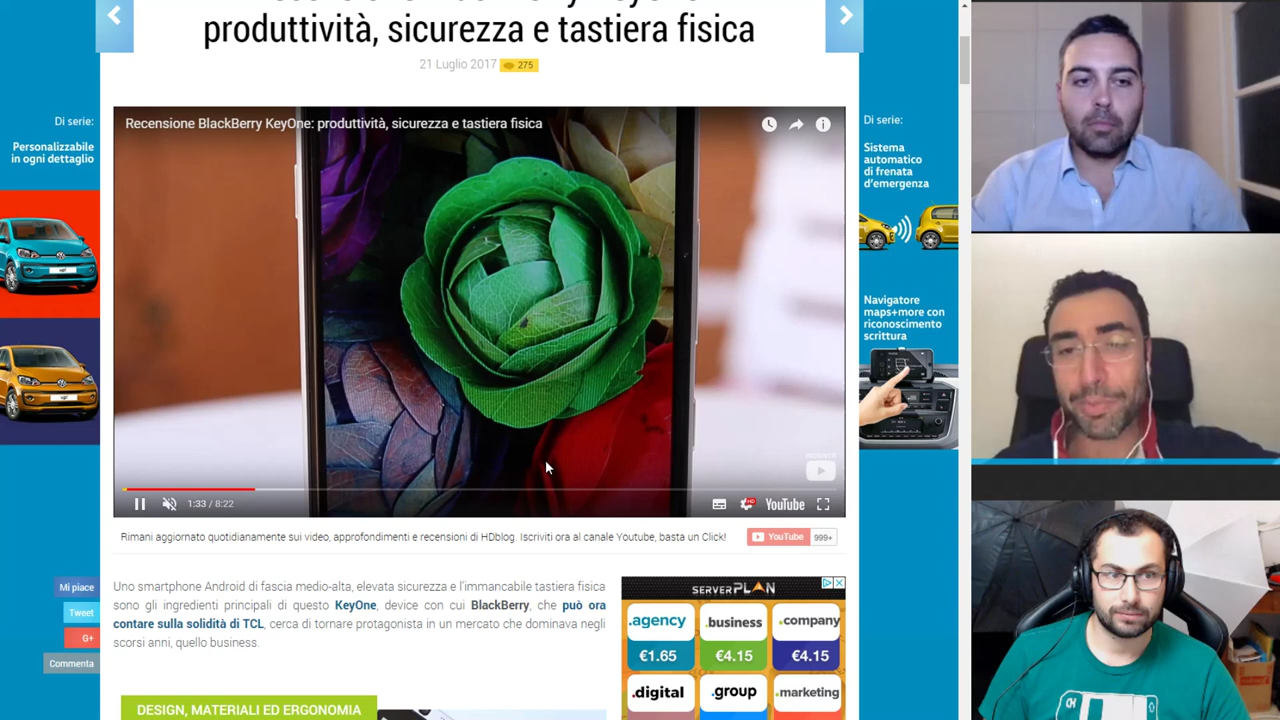 produttività, sicurezza e tastiera fisica
21 Luglio 2017 275
Di serie:
Personalizzabile
in ogni dettaglio
Recensione BlackBerry KeyOne: produttività, sicurezza e tastiera fisica
1:33 / 8:22
HD
YouTube
Rimani aggiornato quotidianamente sui video, approfondimenti e recensioni di HDblog. Iscriviti ora al canale Youtube, basta un Click!
YouTube 999+
Mi piace
Tweet
G+
Commenta
Uno smartphone Android di fascia medio-alta, elevata sicurezza e l'immancabile tastiera fisica
sono gli ingredienti principali di questo KeyOne, device con cui BlackBerry, che può ora
contare sulla solidità di TCL, cerca di tornare protagonista in un mercato che dominava negli
scorsi anni, quello business.
DESIGN, MATERIALI ED ERGONOMIA
SERVERPLAN
.agency .business .company
€1.65 €4.15 €4.15
.digital .group .marketing
Di serie:
Sistema
automatico
di frenata
d'emergenza
Navigatore
maps+more con
riconoscimento
scrittura
CH